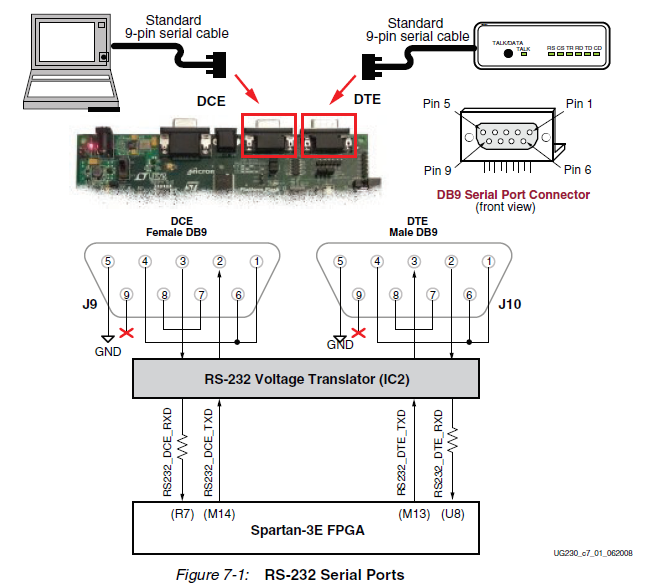 Standard
9-pin serial cable
Standard
9-pin serial cable
TALK/DATA
TALK
RS CS TR RD TD CD
DCE
DTE
Pin 5
Pin 1
Pin 9
Pin 6
DB9 Serial Port Connector
(front view)
DCE
Female DB9
DTE
Male DB9
5 4 3 2 1
5 4 3 2 1
9 8 7 6
9 8 7 6
J9
J10
GND
GND
RS-232 Voltage Translator (IC2)
RS232_DCE_RXD
RS232_DCE_TXD
RS232_DTE_TXD
RS232_DTE_RXD
(R7) (M14)
(M13) (U8)
Spartan-3E FPGA
UG230_c7_01_062008
Figure 7-1: RS-232 Serial Ports